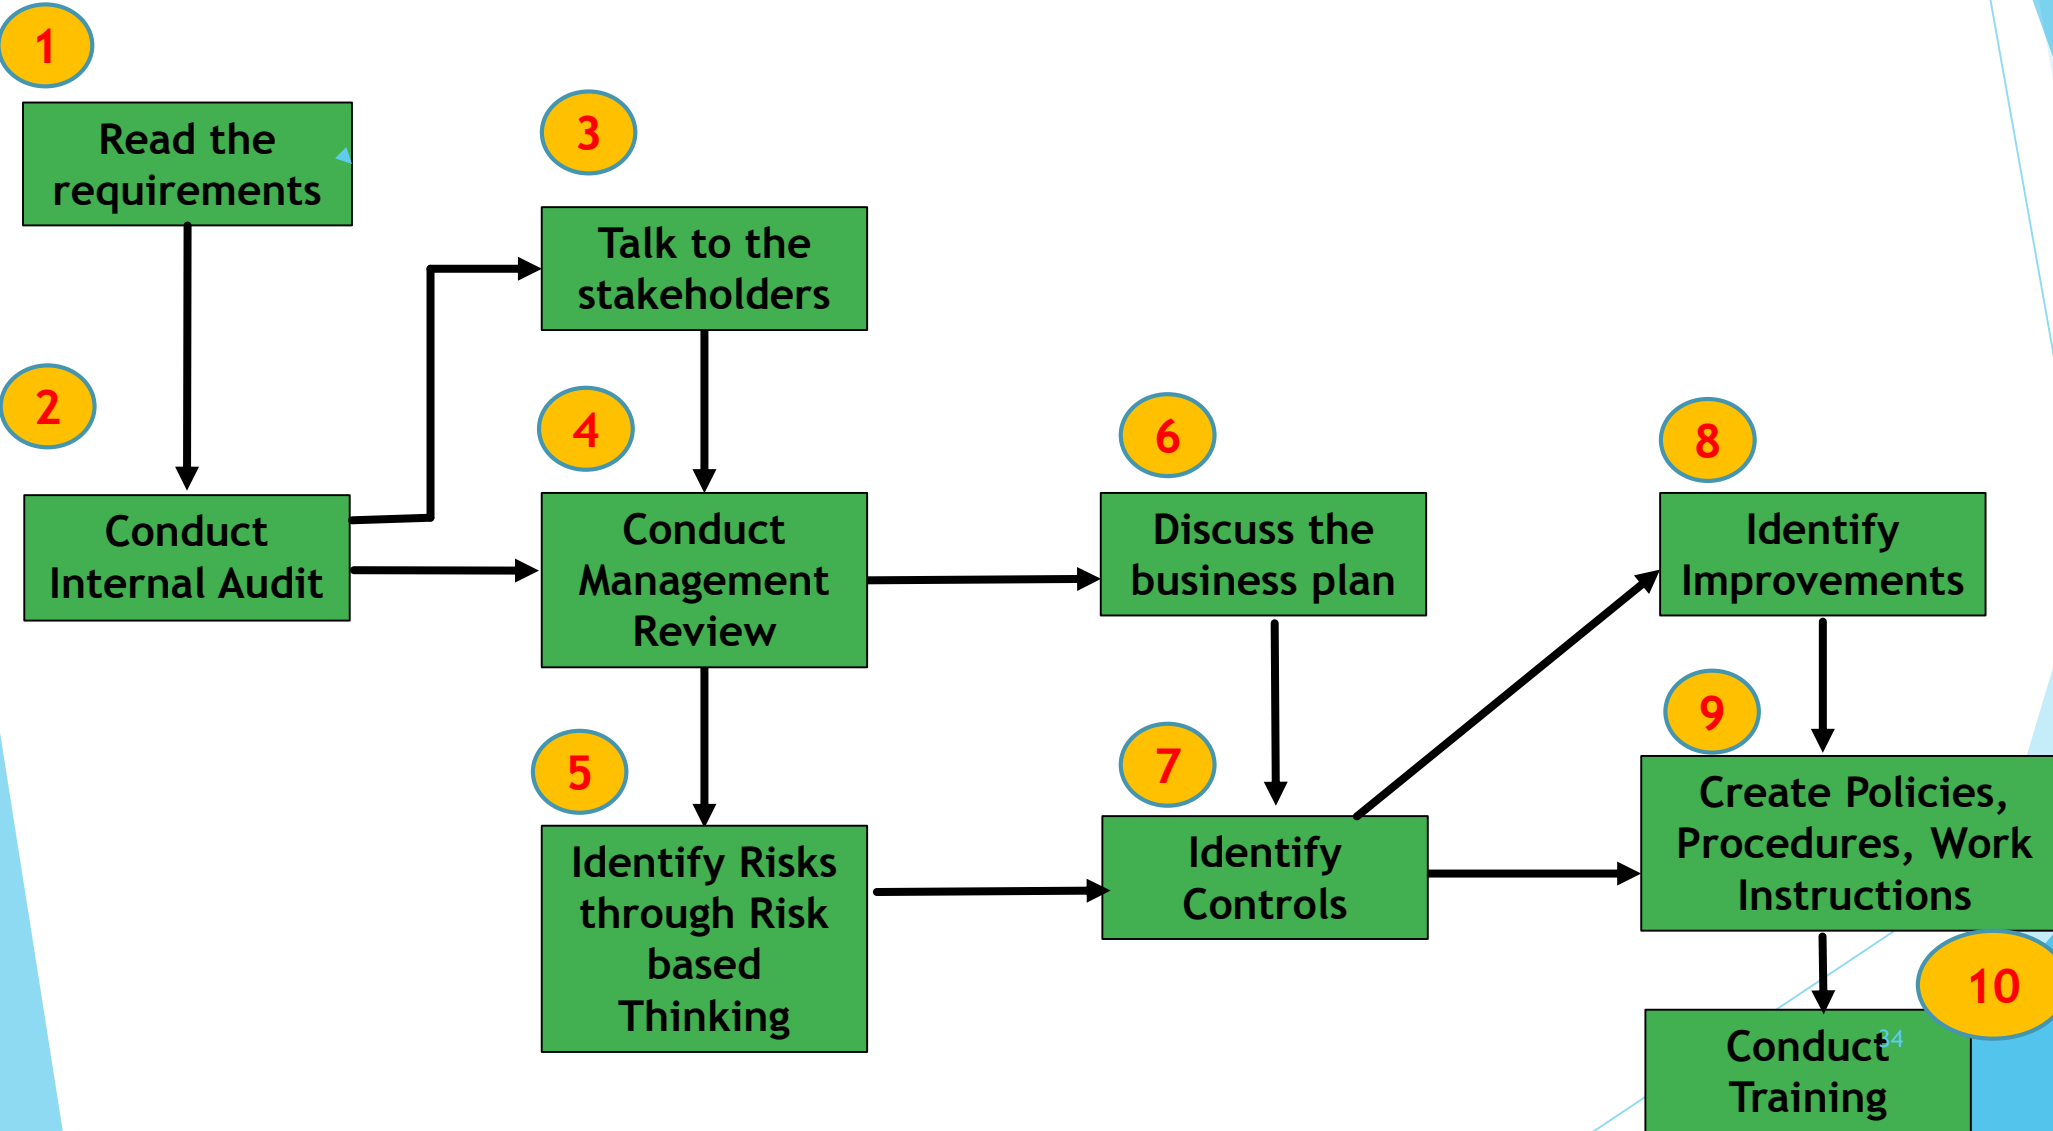 1
Read the
requirements
2
Conduct
Internal Audit
3
Talk to the
stakeholders
4
Conduct
Management
Review
5
Identify Risks
through Risk
based
Thinking
6
Discuss the
business plan
7
Identify
Controls
8
Identify
Improvements
9
Create Policies,
Procedures, Work
Instructions
10
Conduct
Training
34